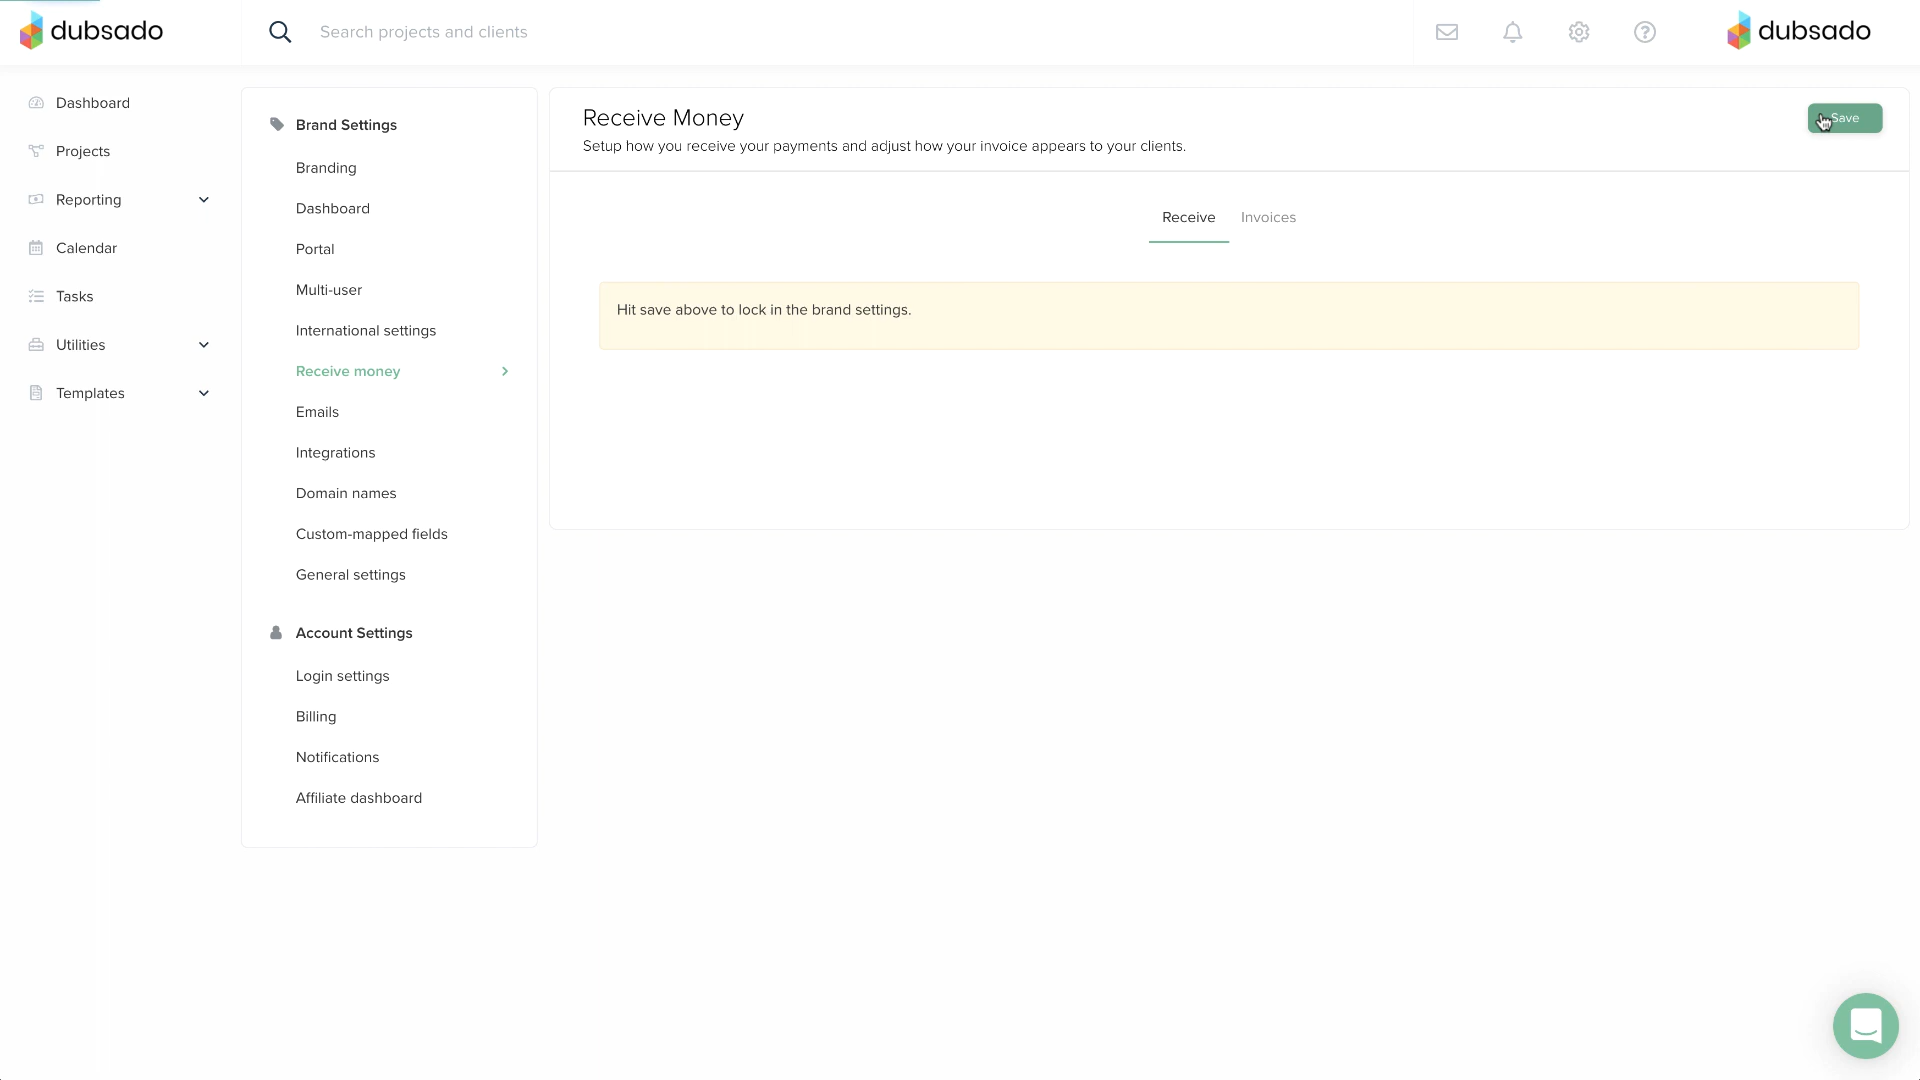 dubsado
Search projects and clients
dubsado
Dashboard
Projects
Reporting
Calendar
Tasks
Utilities
Templates
Brand Settings
Branding
Dashboard
Portal
Multi-user
International settings
Receive money
Emails
Integrations
Domain names
Custom-mapped fields
General settings
Account Settings
Login settings
Billing
Notifications
Affiliate dashboard
Receive Money
Setup how you receive your payments and adjust how your invoice appears to your clients.
Save
Receive Invoices
Hit save above to lock in the brand settings.